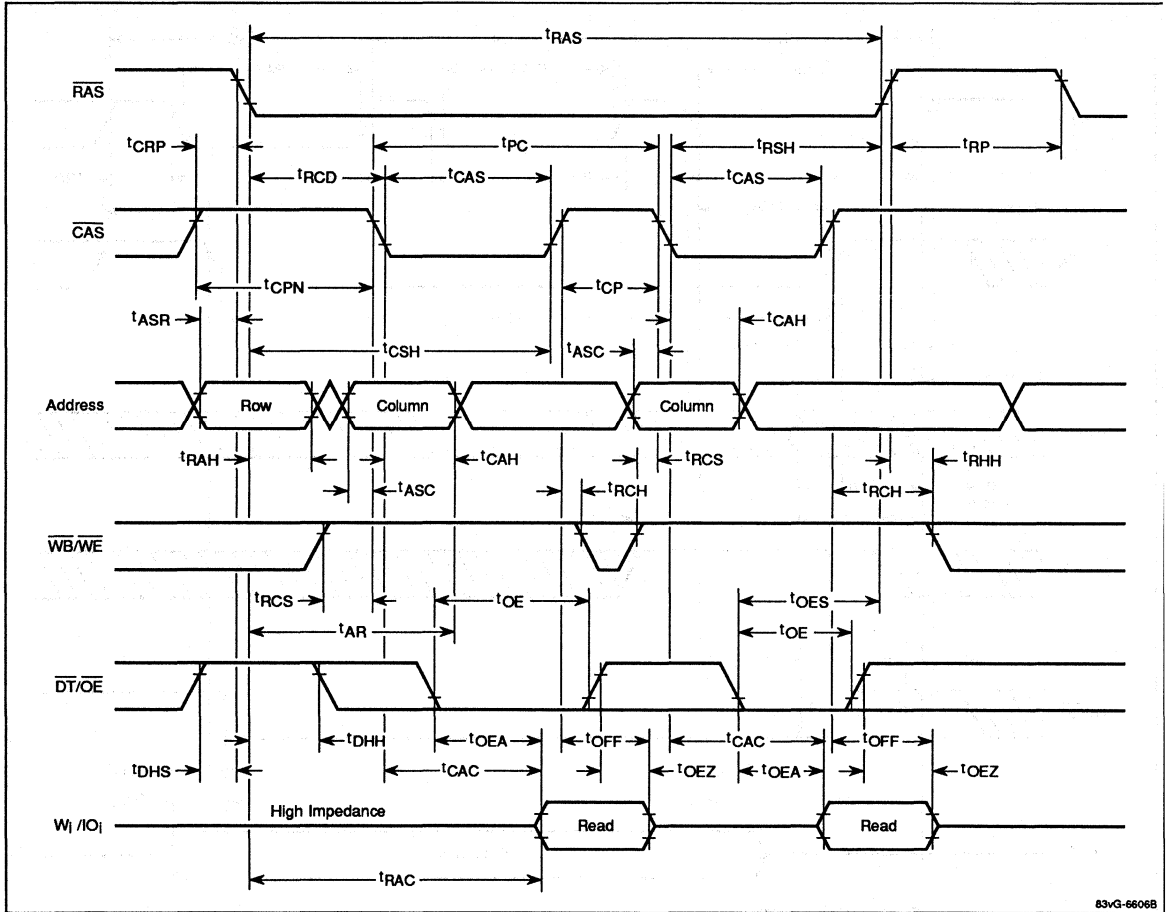 tRAS
RAS
tCRP
tPC
tRSH
tRP
tRCD
tCAS
tCAS
CAS
tCPN
tCP
tASR
tCAH
tCSH
tASC
Address
Row
Column
Column
tRAH
tCAH
tRCS
tRHH
tASC
tRCH
tRCH
WB/WE
tRCS
tOE
tOES
tAR
tOE
DT/OE
tDHH
tOEA
tOFF
tCAC
tOFF
tDHS
tCAC
tOEZ
tOEA
tOEZ
High Impedance
Wi /IOi
Read
Read
tRAC
83vG-6606B